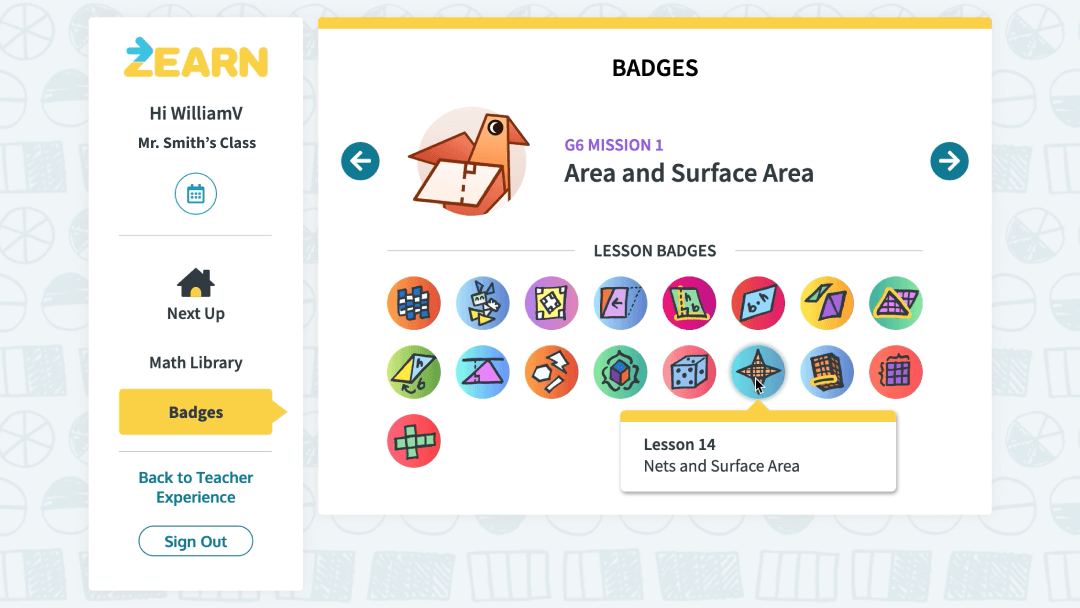 ZEARN
Hi WilliamV
Mr. Smith's Class
Next Up
Math Library
Badges
Back to Teacher
Experience
Sign Out
BADGES
G6 MISSION 1
Area and Surface Area
LESSON BADGES
h
b
b·h
h
b
Lesson 14
Nets and Surface Area